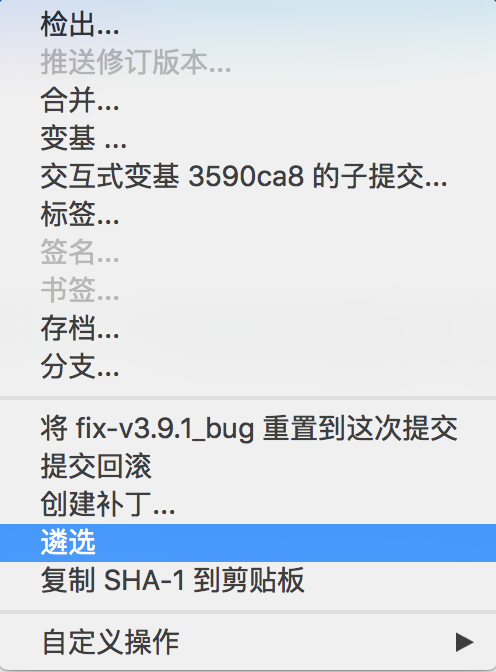 检出...
推送修订版本...
合并...
变基 ...
交互式变基 3590ca8 的子提交...
标签...
签名...
书签...
存档...
分支...
将 fix-v3.9.1_bug 重置到这次提交
提交回滚
创建补丁...
遴选
复制 SHA-1 到剪贴板
自定义操作